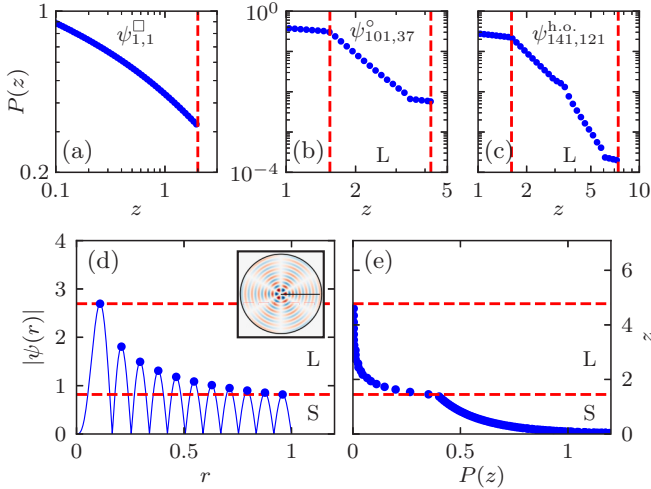 1
ψ□1,1
P(z)
(a)
0.2
0.1
1
z
10^0
ψ°101,37
(b)
L
10^−4
1
5
z
ψh.o.141,121
(c)
L
1
5
10
z
4
3
2
1
0
|ψ(r)|
(d)
L
S
0
0.5
1
r
(e)
L
S
0
0.5
1
P(z)
6
4
2
0
z